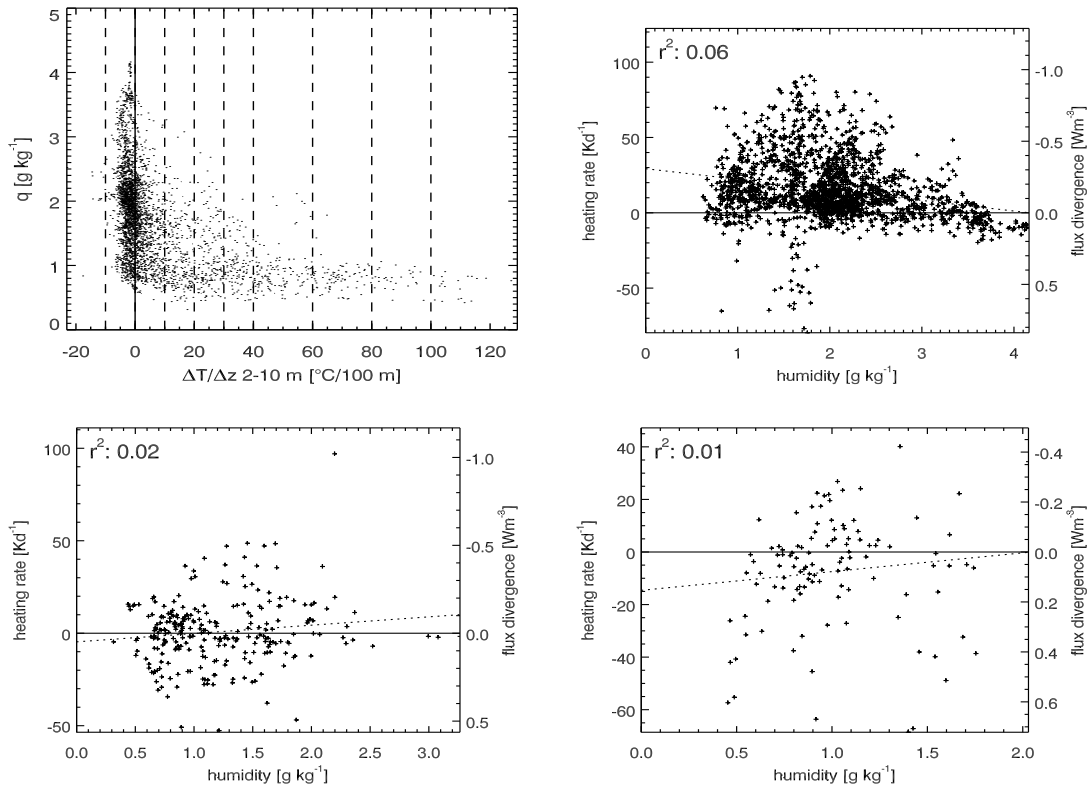 5
4
3
2
1
0
q [g kg-1]
-20 0 20 40 60 80 100 120
ΔT/Δz 2-10 m [°C/100 m]
r2: 0.06
100
50
0
-50
heating rate [Kd-1]
-1.0
-0.5
0.0
0.5
flux divergence [Wm-3]
0 1 2 3 4
humidity [g kg-1]
r2: 0.02
100
50
0
-50
heating rate [Kd-1]
-1.0
-0.5
0.0
0.5
flux divergence [Wm-3]
0.0 0.5 1.0 1.5 2.0 2.5 3.0
humidity [g kg-1]
r2: 0.01
40
20
0
-20
-40
-60
heating rate [Kd-1]
-0.4
-0.2
0.0
0.2
0.4
0.6
flux divergence [Wm-3]
0.0 0.5 1.0 1.5 2.0
humidity [g kg-1]